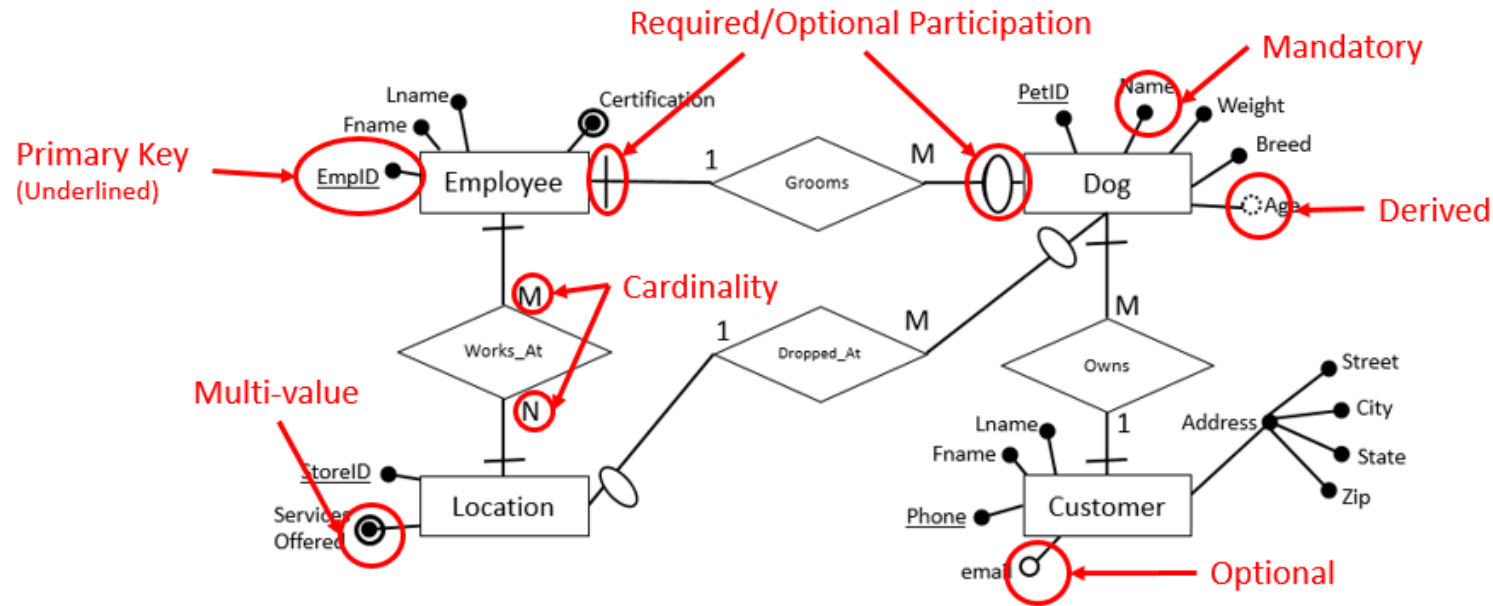 Required/Optional Participation
Mandatory
Lname
Certification
PetID
Name
Weight
Fname
Breed
Primary Key
(Underlined)
EmpID
Employee
1
Grooms
M
Dog
Age
Derived
M
Cardinality
1
M
M
Works_At
Dropped_At
Owns
Street
Multi-value
N
City
Lname
1
Address
Fname
State
StoreID
Zip
Location
Customer
Services
Offered
Phone
email
Optional